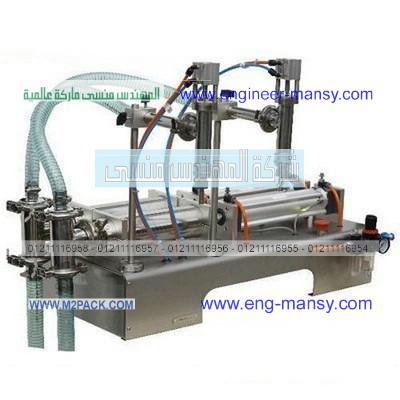 المهندس منسى ماركة عالمية
www.engineer-mansy.com
شركة المهندس منسى
01211116958 - 01211116957 - 01211116956 - 01211116955 - 01211116954
WWW.M2PACK.COM
www.eng-mansy.com